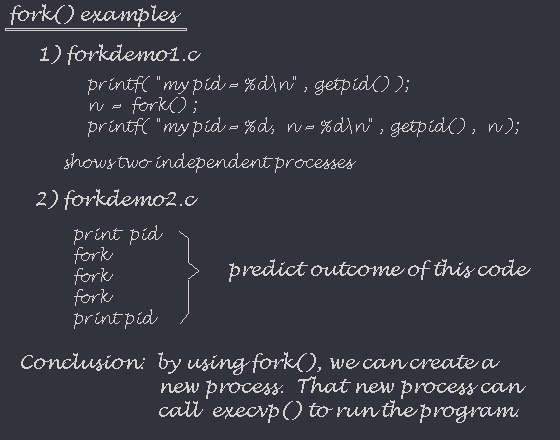 fork() examples
1) forkdemo1.c
printf( "my pid = %d\n" , getpid() );
n = fork() ;
printf( "my pid = %d, n = %d\n" , getpid() , n );
shows two independent processes
2) forkdemo2.c
print pid
fork
fork
fork
print pid
predict outcome of this code
Conclusion: by using fork(), we can create a
new process. That new process can
call execvp() to run the program.